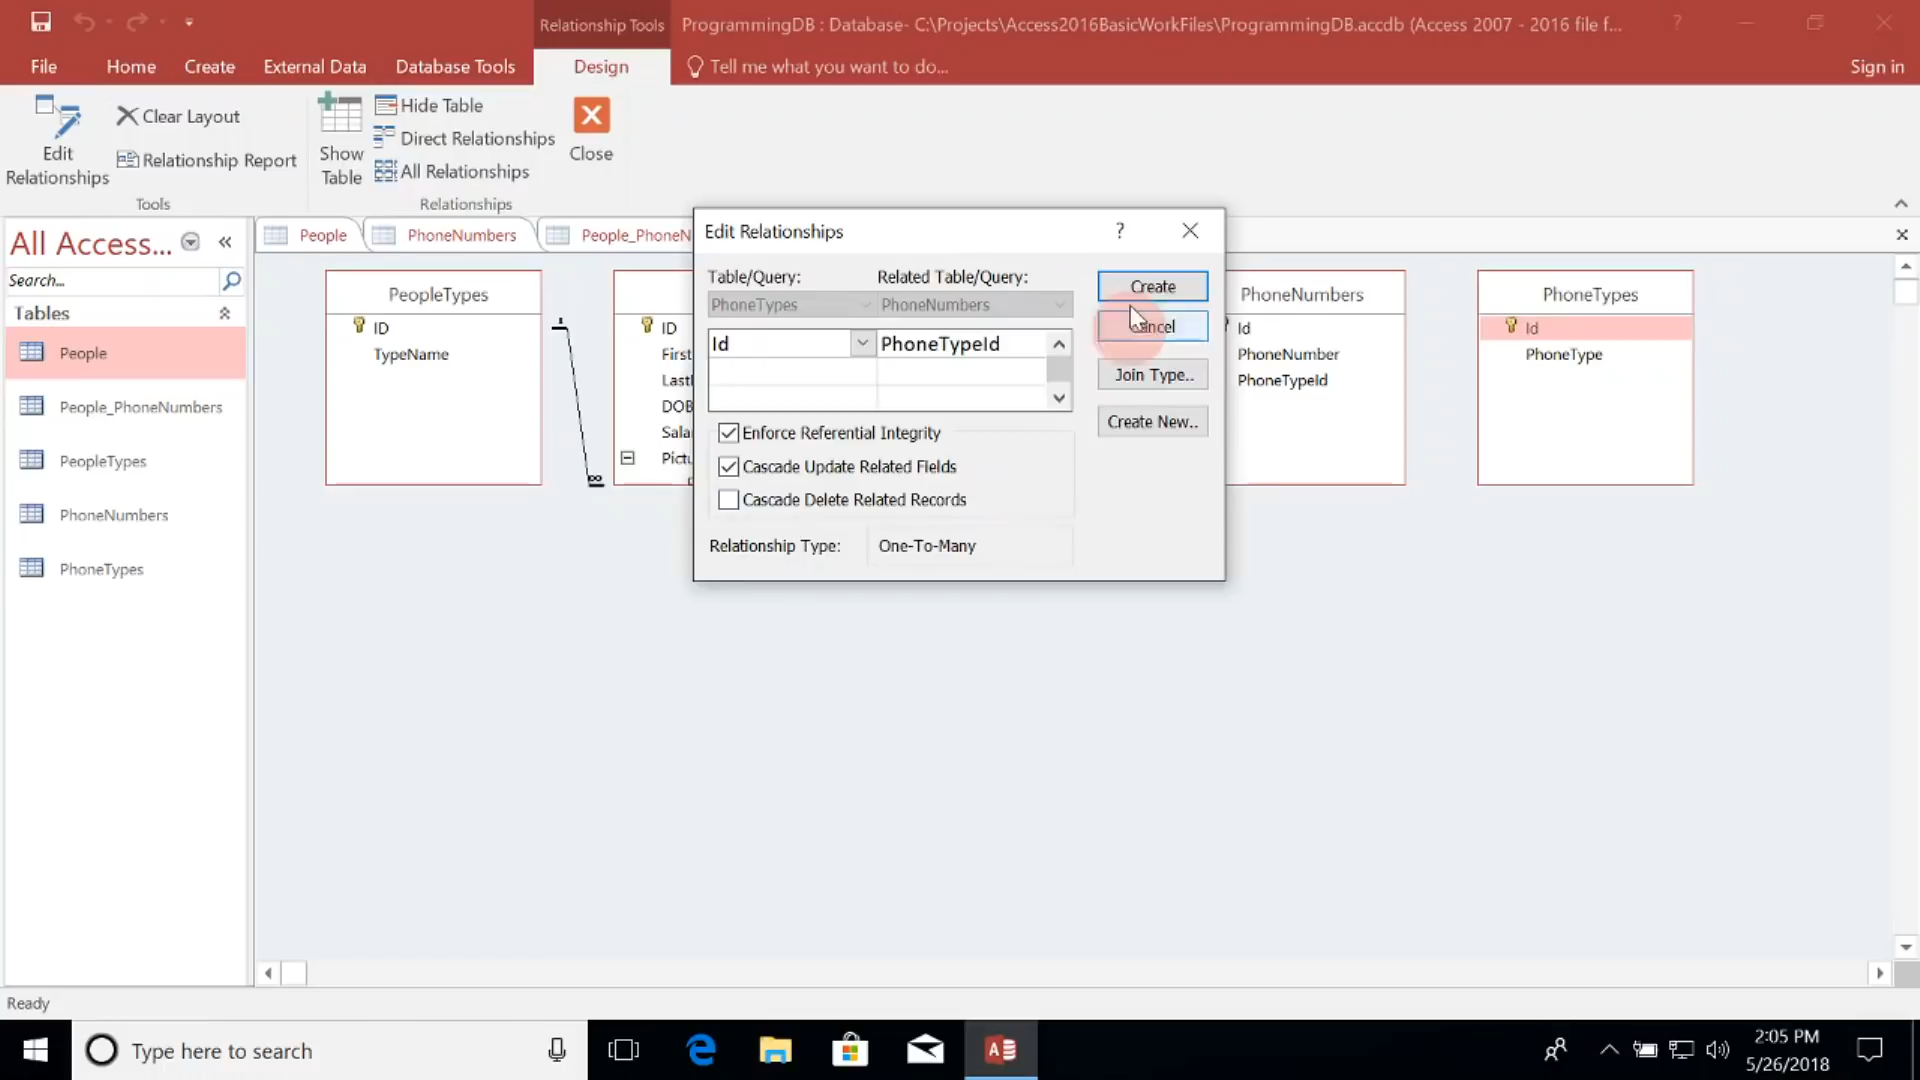 Relationship Tools
ProgrammingDB : Database- C:\Projects\Access2016BasicWorkFiles\ProgrammingDB.accdb (Access 2007 - 2016 file f...
?
File
Home
Create
External Data
Database Tools
Design
Tell me what you want to do...
Sign in
Edit
Relationships
Clear Layout
Relationship Report
Tools
Show
Table
Hide Table
Direct Relationships
All Relationships
Relationships
Close
All Access...
Search...
Tables
People
People_PhoneNumbers
PeopleTypes
PhoneNumbers
PhoneTypes
People
PhoneNumbers
People_PhoneN
PeopleTypes
ID
TypeName
ID
First
Last
DOB
Sala
Pictu
Edit Relationships
?
Table/Query:
Related Table/Query:
PhoneTypes
PhoneNumbers
Id
PhoneTypeId
Enforce Referential Integrity
Cascade Update Related Fields
Cascade Delete Related Records
Relationship Type:
One-To-Many
Create
Cancel
Join Type..
Create New..
PhoneNumbers
Id
PhoneNumber
PhoneTypeId
PhoneTypes
Id
PhoneType
Ready
Type here to search
2:05 PM
5/26/2018